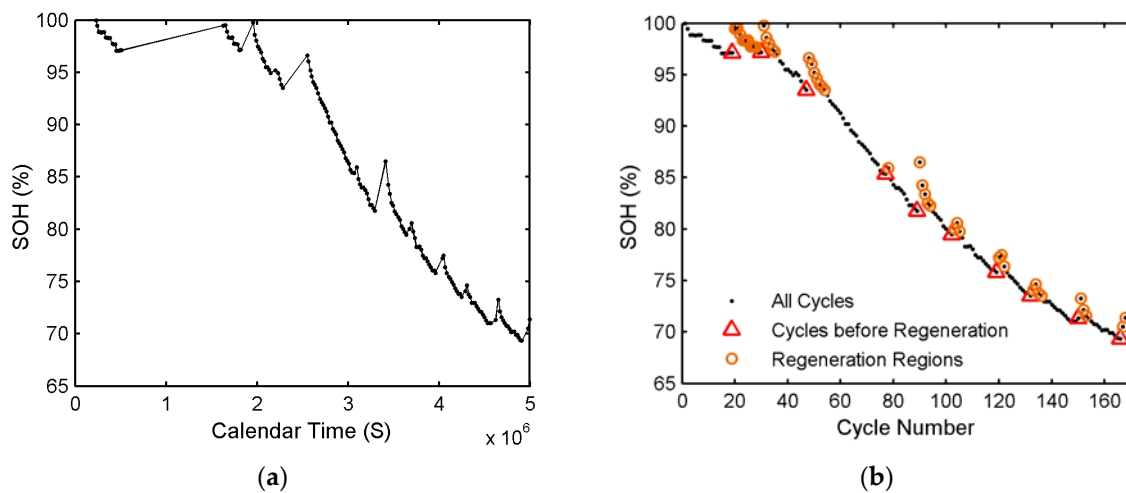 100
95
90
85
80
75
70
65
SOH (%)
0 1 2 3 4 5
Calendar Time (S)
x 10^6
(a)
100
95
90
85
80
75
70
65
SOH (%)
All Cycles
Cycles before Regeneration
Regeneration Regions
0 20 40 60 80 100 120 140 160
Cycle Number
(b)